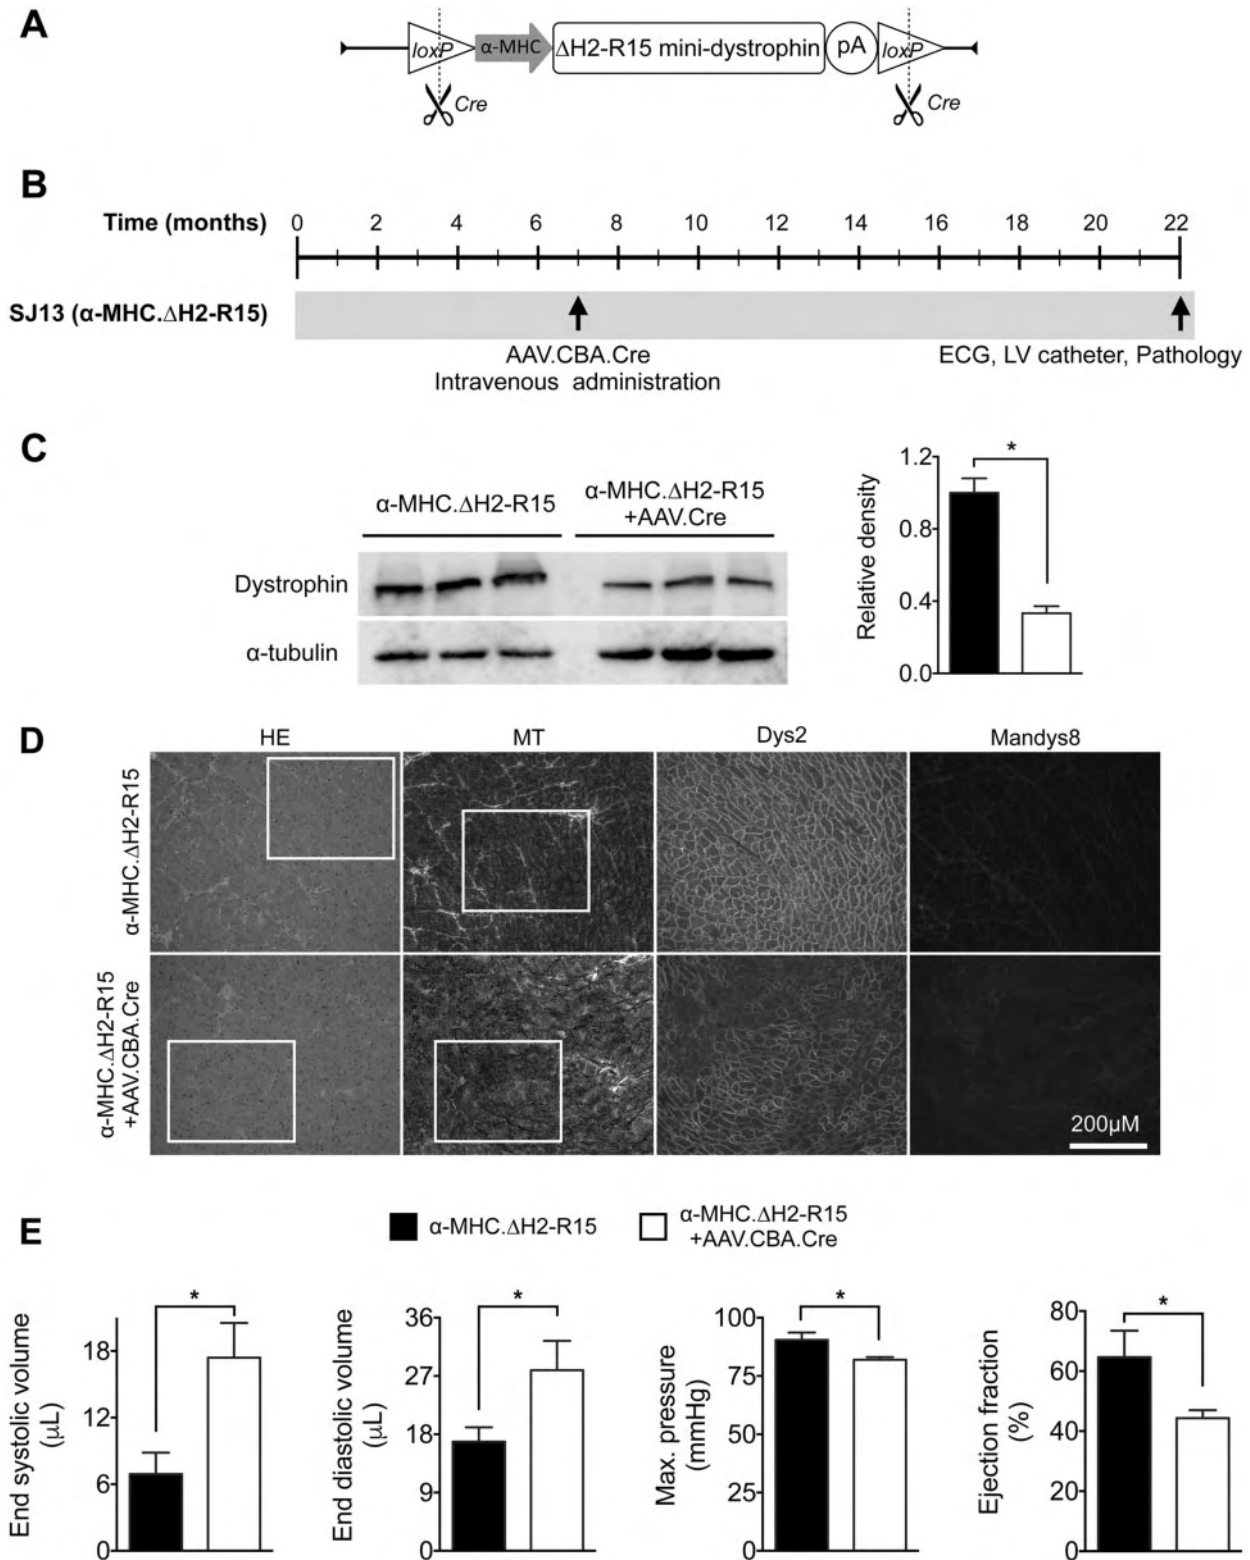 A
loxP
α-MHC
ΔH2-R15 mini-dystrophin
pA
loxP
Cre
Cre
B
Time (months)
0 2 4 6 8 10 12 14 16 18 20 22
SJ13 (α-MHC.ΔH2-R15)
AAV.CBA.Cre
Intravenous administration
ECG, LV catheter, Pathology
C
α-MHC.ΔH2-R15
α-MHC.ΔH2-R15
+AAV.Cre
Dystrophin
α-tubulin
Relative density
1.2
0.8
0.4
0.0
*
D
HE
MT
Dys2
Mandys8
α-MHC.ΔH2-R15
α-MHC.ΔH2-R15
+AAV.CBA.Cre
200µM
E
α-MHC.ΔH2-R15
α-MHC.ΔH2-R15
+AAV.CBA.Cre
End systolic volume
(µL)
18
12
6
0
*
End diastolic volume
(µL)
36
27
18
9
0
*
Max. pressure
(mmHg)
100
75
50
25
0
*
Ejection fraction
(%)
80
60
40
20
0
*